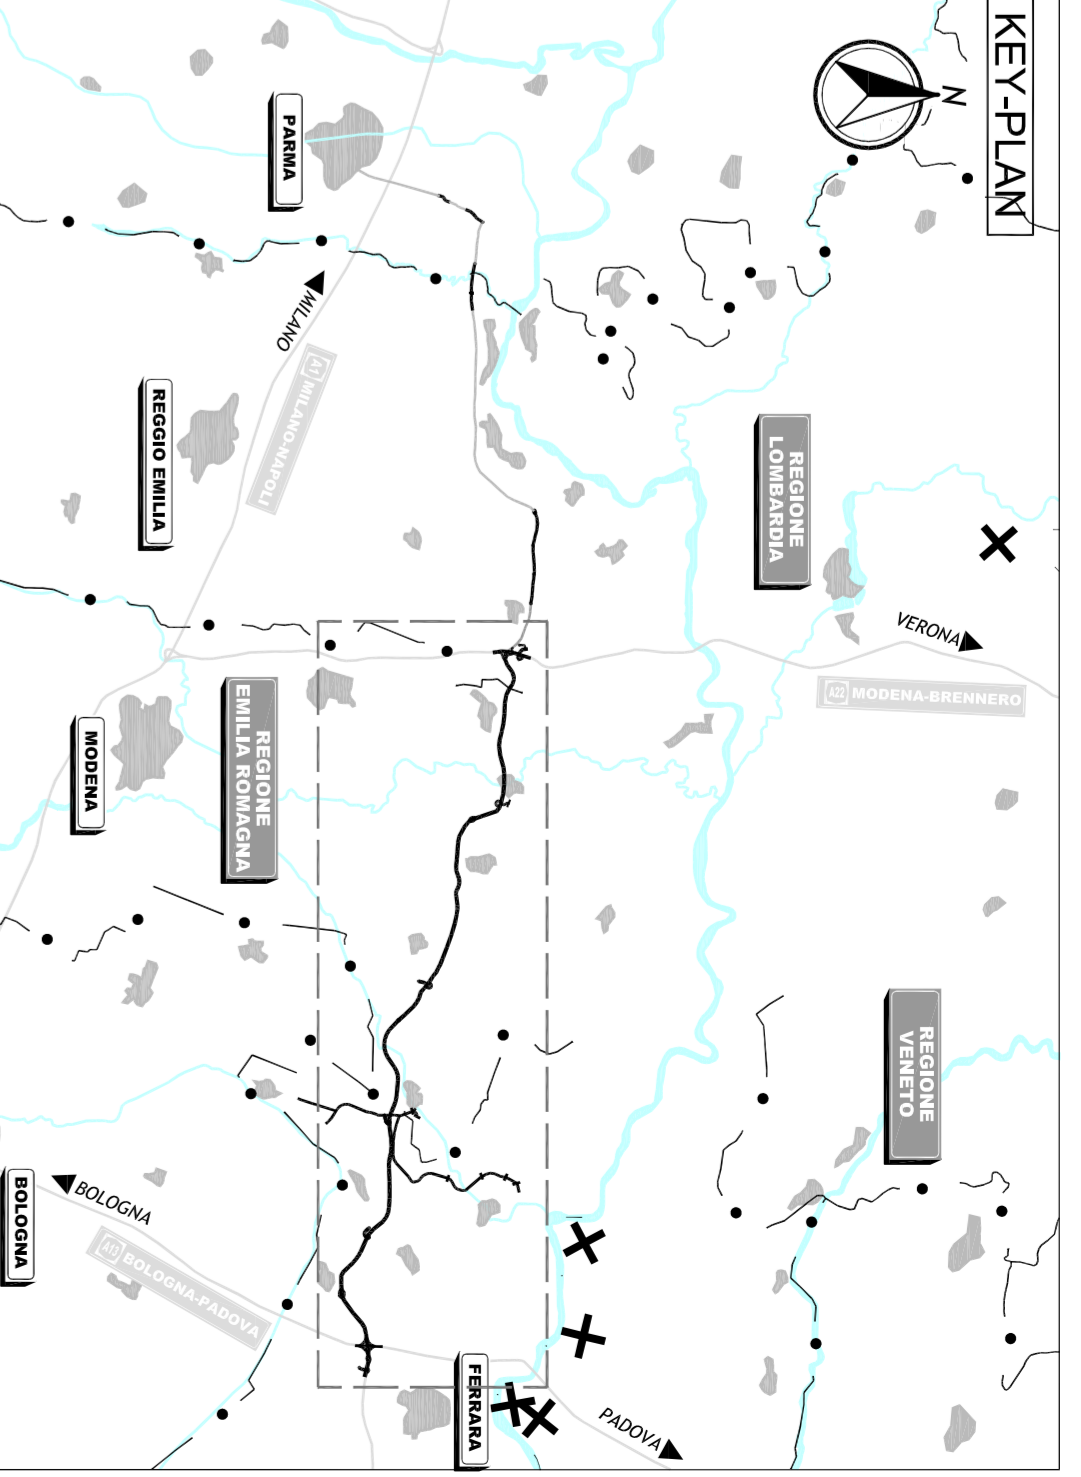 KEY-PLAN
N
PARMA
MILANO
A1 MILANO-NAPOLI
REGGIO EMILIA
REGIONE
LOMBARDIA
VERONA
A22 MODENA-BRENNERO
REGIONE
EMILIA ROMAGNA
MODENA
REGIONE
VENETO
BOLOGNA
BOLOGNA
A13 BOLOGNA-PADOVA
FERRARA
PADOVA